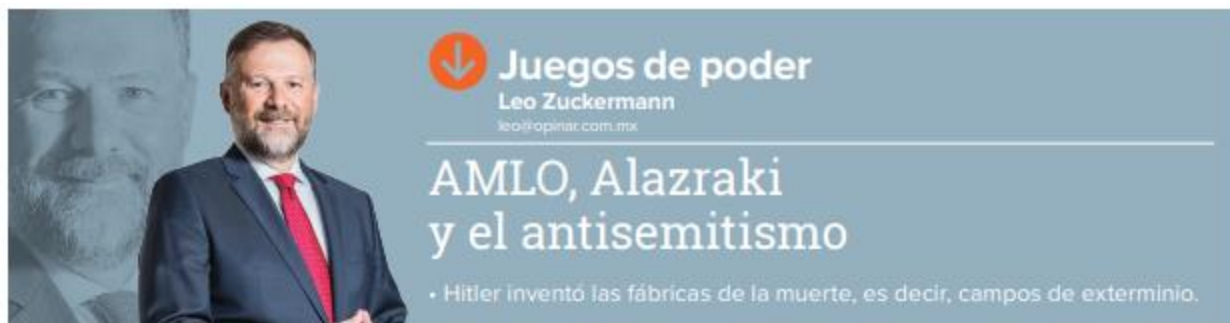 Juegos de poder
Leo Zuckermann
leo@opinar.com.mx
AMLO, Alazraki
y el antisemitismo
• Hitler inventó las fábricas de la muerte, es decir, campos de exterminio.